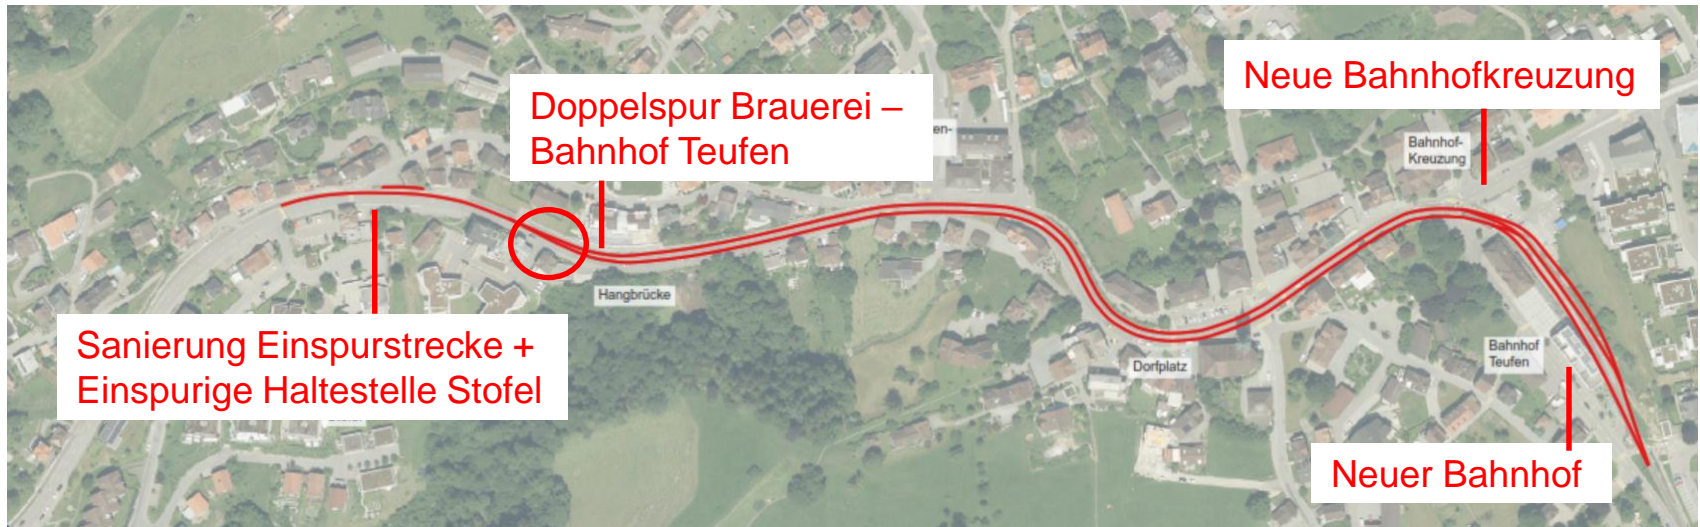 Neue Bahnhofkreuzung
Doppelspur Brauerei –
Bahnhof Teufen
Bahnhof-
Kreuzung
Hangbrücke
Sanierung Einspurstrecke +
Einspurige Haltestelle Stofel
Bahnhof
Teufen
Dorfplatz
Neuer Bahnhof